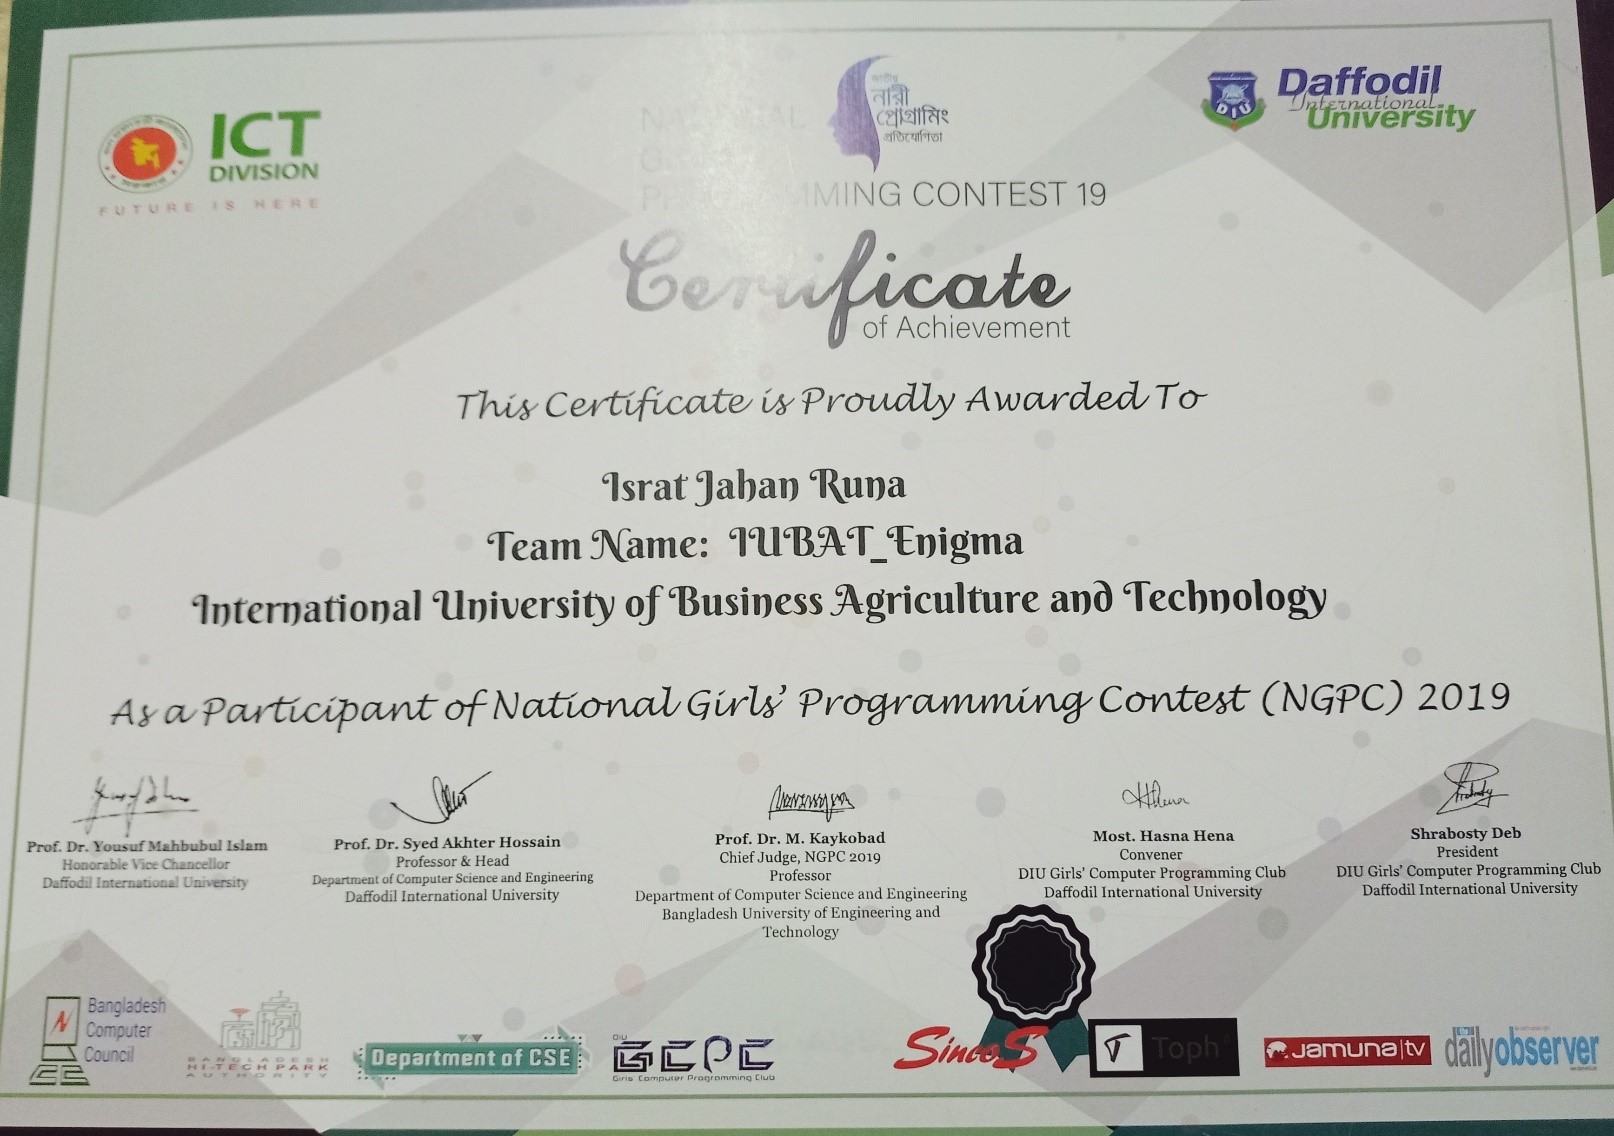 ICT
DIVISION
FUTURE IS HERE
জাতীয়
নারী
প্রোগ্রামিং
প্রতিযোগিতা
NATIONAL
PROGRAMMING CONTEST 19
DIU
Daffodil
International
University
Certificate
of Achievement
This Certificate is Proudly Awarded To
Israt Jahan Runa
Team Name: IUBAT_Enigma
International University of Business Agriculture and Technology
As a Participant of National Girls' Programming Contest (NGPC) 2019
Prof. Dr. Yousuf Mahbubul Islam
Honorable Vice Chancellor
Daffodil International University
Prof. Dr. Syed Akhter Hossain
Professor & Head
Department of Computer Science and Engineering
Daffodil International University
Prof. Dr. M. Kaykobad
Chief Judge, NGPC 2019
Professor
Department of Computer Science and Engineering
Bangladesh University of Engineering and
Technology
Most. Hasna Hena
Convener
DIU Girls' Computer Programming Club
Daffodil International University
Shrabosty Deb
President
DIU Girls' Computer Programming Club
Daffodil International University
Bangladesh
Computer
Council
BANGLADESH
HI-TECH PARK
AUTHORITY
Department of CSE
DIU
GCPC
Girls Computer Programming Club
SineoS
Toph
JAMUNA|TV
dailyobserver